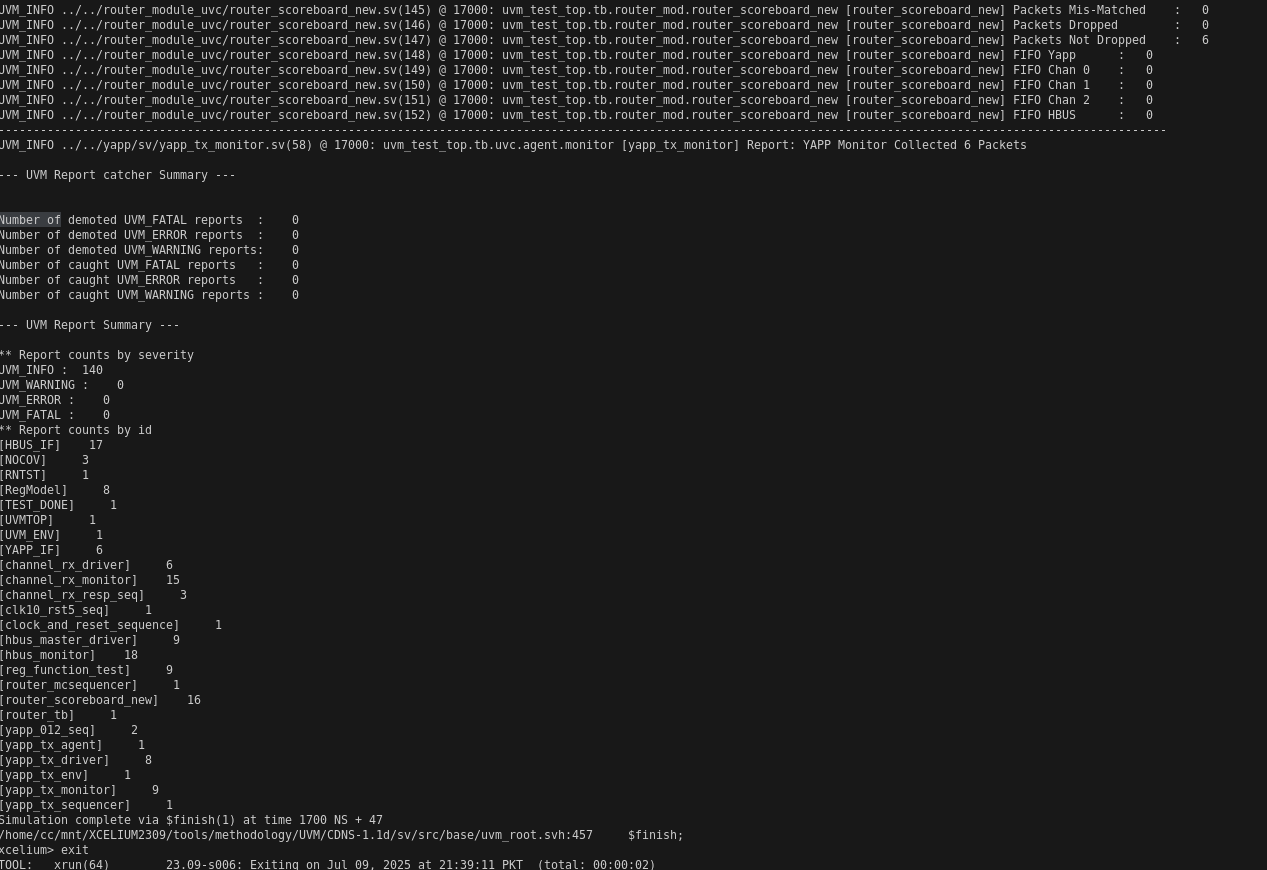 UVM_INFO ../../router_module_uvc/router_scoreboard_new.sv(145) @ 17000: uvm_test_top.tb.router_mod.router_scoreboard_new [router_scoreboard_new] Packets Mis-Matched    :   0
UVM_INFO ../../router_module_uvc/router_scoreboard_new.sv(146) @ 17000: uvm_test_top.tb.router_mod.router_scoreboard_new [router_scoreboard_new] Packets Dropped        :   0
UVM_INFO ../../router_module_uvc/router_scoreboard_new.sv(147) @ 17000: uvm_test_top.tb.router_mod.router_scoreboard_new [router_scoreboard_new] Packets Not Dropped    :   6
UVM_INFO ../../router_module_uvc/router_scoreboard_new.sv(148) @ 17000: uvm_test_top.tb.router_mod.router_scoreboard_new [router_scoreboard_new] FIFO Yapp      :   0
UVM_INFO ../../router_module_uvc/router_scoreboard_new.sv(149) @ 17000: uvm_test_top.tb.router_mod.router_scoreboard_new [router_scoreboard_new] FIFO Chan 0    :   0
UVM_INFO ../../router_module_uvc/router_scoreboard_new.sv(150) @ 17000: uvm_test_top.tb.router_mod.router_scoreboard_new [router_scoreboard_new] FIFO Chan 1    :   0
UVM_INFO ../../router_module_uvc/router_scoreboard_new.sv(151) @ 17000: uvm_test_top.tb.router_mod.router_scoreboard_new [router_scoreboard_new] FIFO Chan 2    :   0
UVM_INFO ../../router_module_uvc/router_scoreboard_new.sv(152) @ 17000: uvm_test_top.tb.router_mod.router_scoreboard_new [router_scoreboard_new] FIFO HBUS      :   0
-----------------------------------------------------------------------------------------------------------------------------------------------------------------------
UVM_INFO ../../yapp/sv/yapp_tx_monitor.sv(58) @ 17000: uvm_test_top.tb.uvc.agent.monitor [yapp_tx_monitor] Report: YAPP Monitor Collected 6 Packets
--- UVM Report catcher Summary ---
Number of demoted UVM_FATAL reports  :    0
Number of demoted UVM_ERROR reports  :    0
Number of demoted UVM_WARNING reports:    0
Number of caught UVM_FATAL reports   :    0
Number of caught UVM_ERROR reports   :    0
Number of caught UVM_WARNING reports :    0
--- UVM Report Summary ---
** Report counts by severity
UVM_INFO :  140
UVM_WARNING :    0
UVM_ERROR :    0
UVM_FATAL :    0
** Report counts by id
[HBUS_IF]    17
[NOCOV]     3
[RNTST]     1
[RegModel]     8
[TEST_DONE]     1
[UVMTOP]     1
[UVM_ENV]     1
[YAPP_IF]     6
[channel_rx_driver]     6
[channel_rx_monitor]    15
[channel_rx_resp_seq]     3
[clk10_rst5_seq]     1
[clock_and_reset_sequence]     1
[hbus_master_driver]     9
[hbus_monitor]    18
[reg_function_test]     9
[router_mcsequencer]     1
[router_scoreboard_new]    16
[router_tb]     1
[yapp_012_seq]     2
[yapp_tx_agent]     1
[yapp_tx_driver]     8
[yapp_tx_env]     1
[yapp_tx_monitor]     9
[yapp_tx_sequencer]     1
Simulation complete via $finish(1) at time 1700 NS + 47
/home/cc/mnt/XCELIUM2309/tools/methodology/UVM/CDNS-1.1d/sv/src/base/uvm_root.svh:457     $finish;
xcelium> exit
TOOL:   xrun(64)        23.09-s006: Exiting on Jul 09, 2025 at 21:39:11 PKT  (total: 00:00:02)